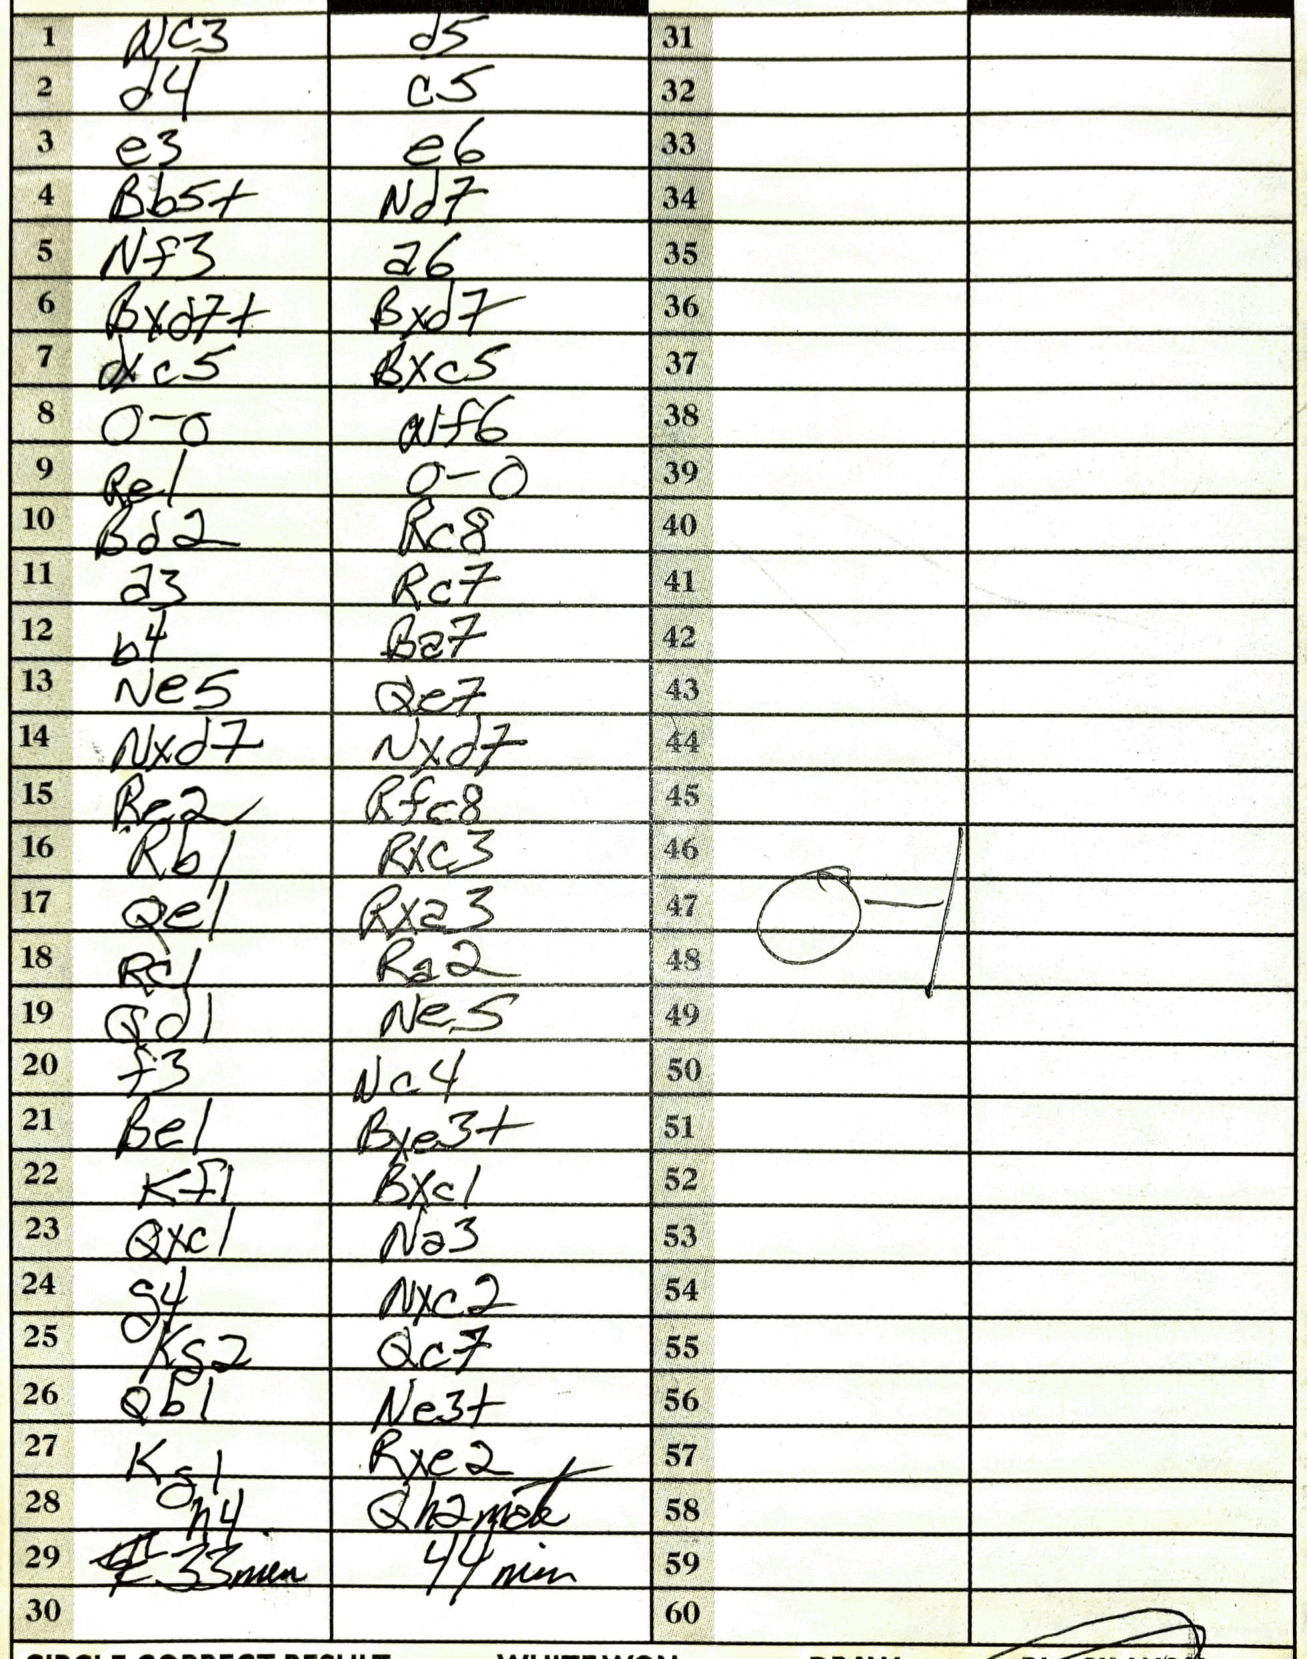 1 Nc3 d5 31
2 d4 c5 32
3 e3 e6 33
4 Bb5+ Nd7 34
5 Nf3 a6 35
6 Bxd7+ Bxd7 36
7 dxc5 Bxc5 37
8 0-0 Nf6 38
9 Re1 0-0 39
10 Bd2 Rc8 40
11 a3 Rc7 41
12 b4 Ba7 42
13 Ne5 Qe7 43
14 Nxd7 Nxd7 44
15 Re2 Rfc8 45
16 Rb1 Rxc3 46
17 Qe1 Rxa3 47 0-1
18 Rc1 Ra2 48
19 Qd1 Ne5 49
20 f3 Nc4 50
21 Be1 Bxe3+ 51
22 Kf1 Bxc1 52
23 Qxc1 Na3 53
24 g4 Nxc2 54
25 Kg2 Qc7 55
26 Qb1 Ne3+ 56
27 Kg1 Rxe2 57
28 h4 Qh2 mate 58
29 33 min 44 min 59
30 60
CIRCLE CORRECT RESULT WHITE WON DRAW